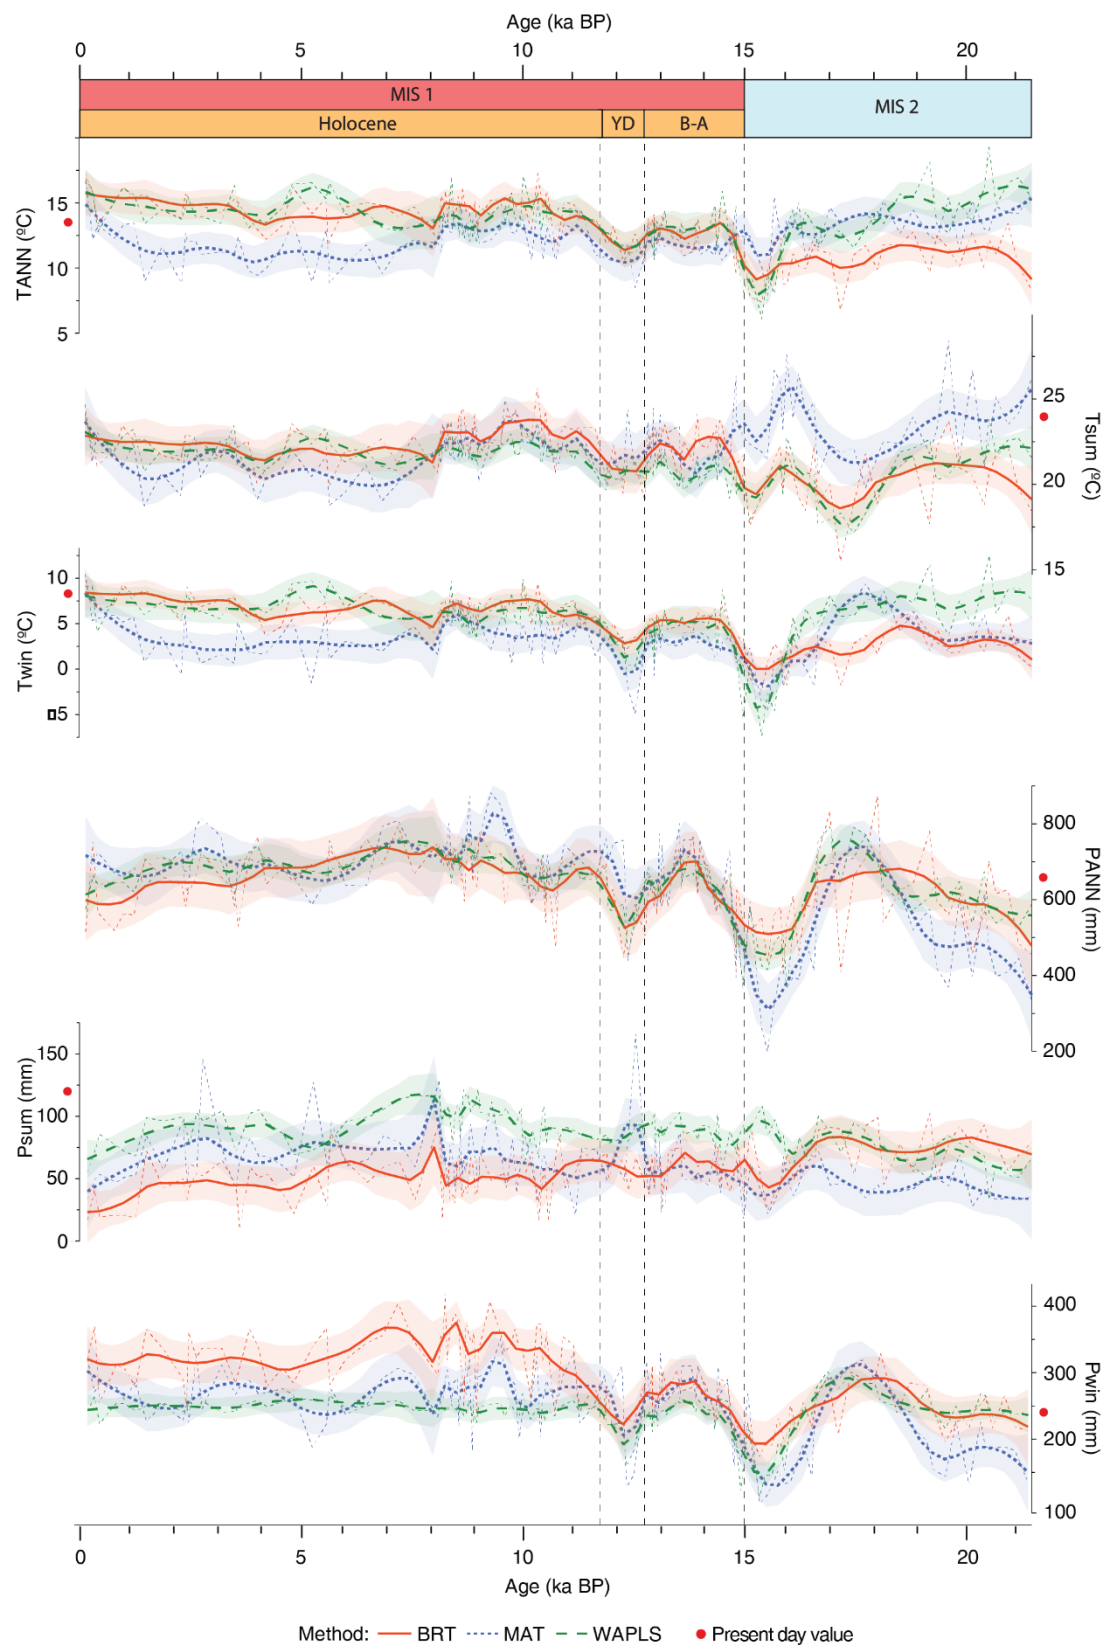 Age (ka BP)
0 5 10 15 20
MIS 1
MIS 2
Holocene YD B-A
TANN (ºC)
15
10
5
Tsum (ºC)
25
20
15
Twin (ºC)
10
5
0
▯5
PANN (mm)
800
600
400
200
Psum (mm)
150
100
50
0
Pwin (mm)
400
300
200
100
0 5 10 15 20
Age (ka BP)
Method: BRT MAT WAPLS Present day value